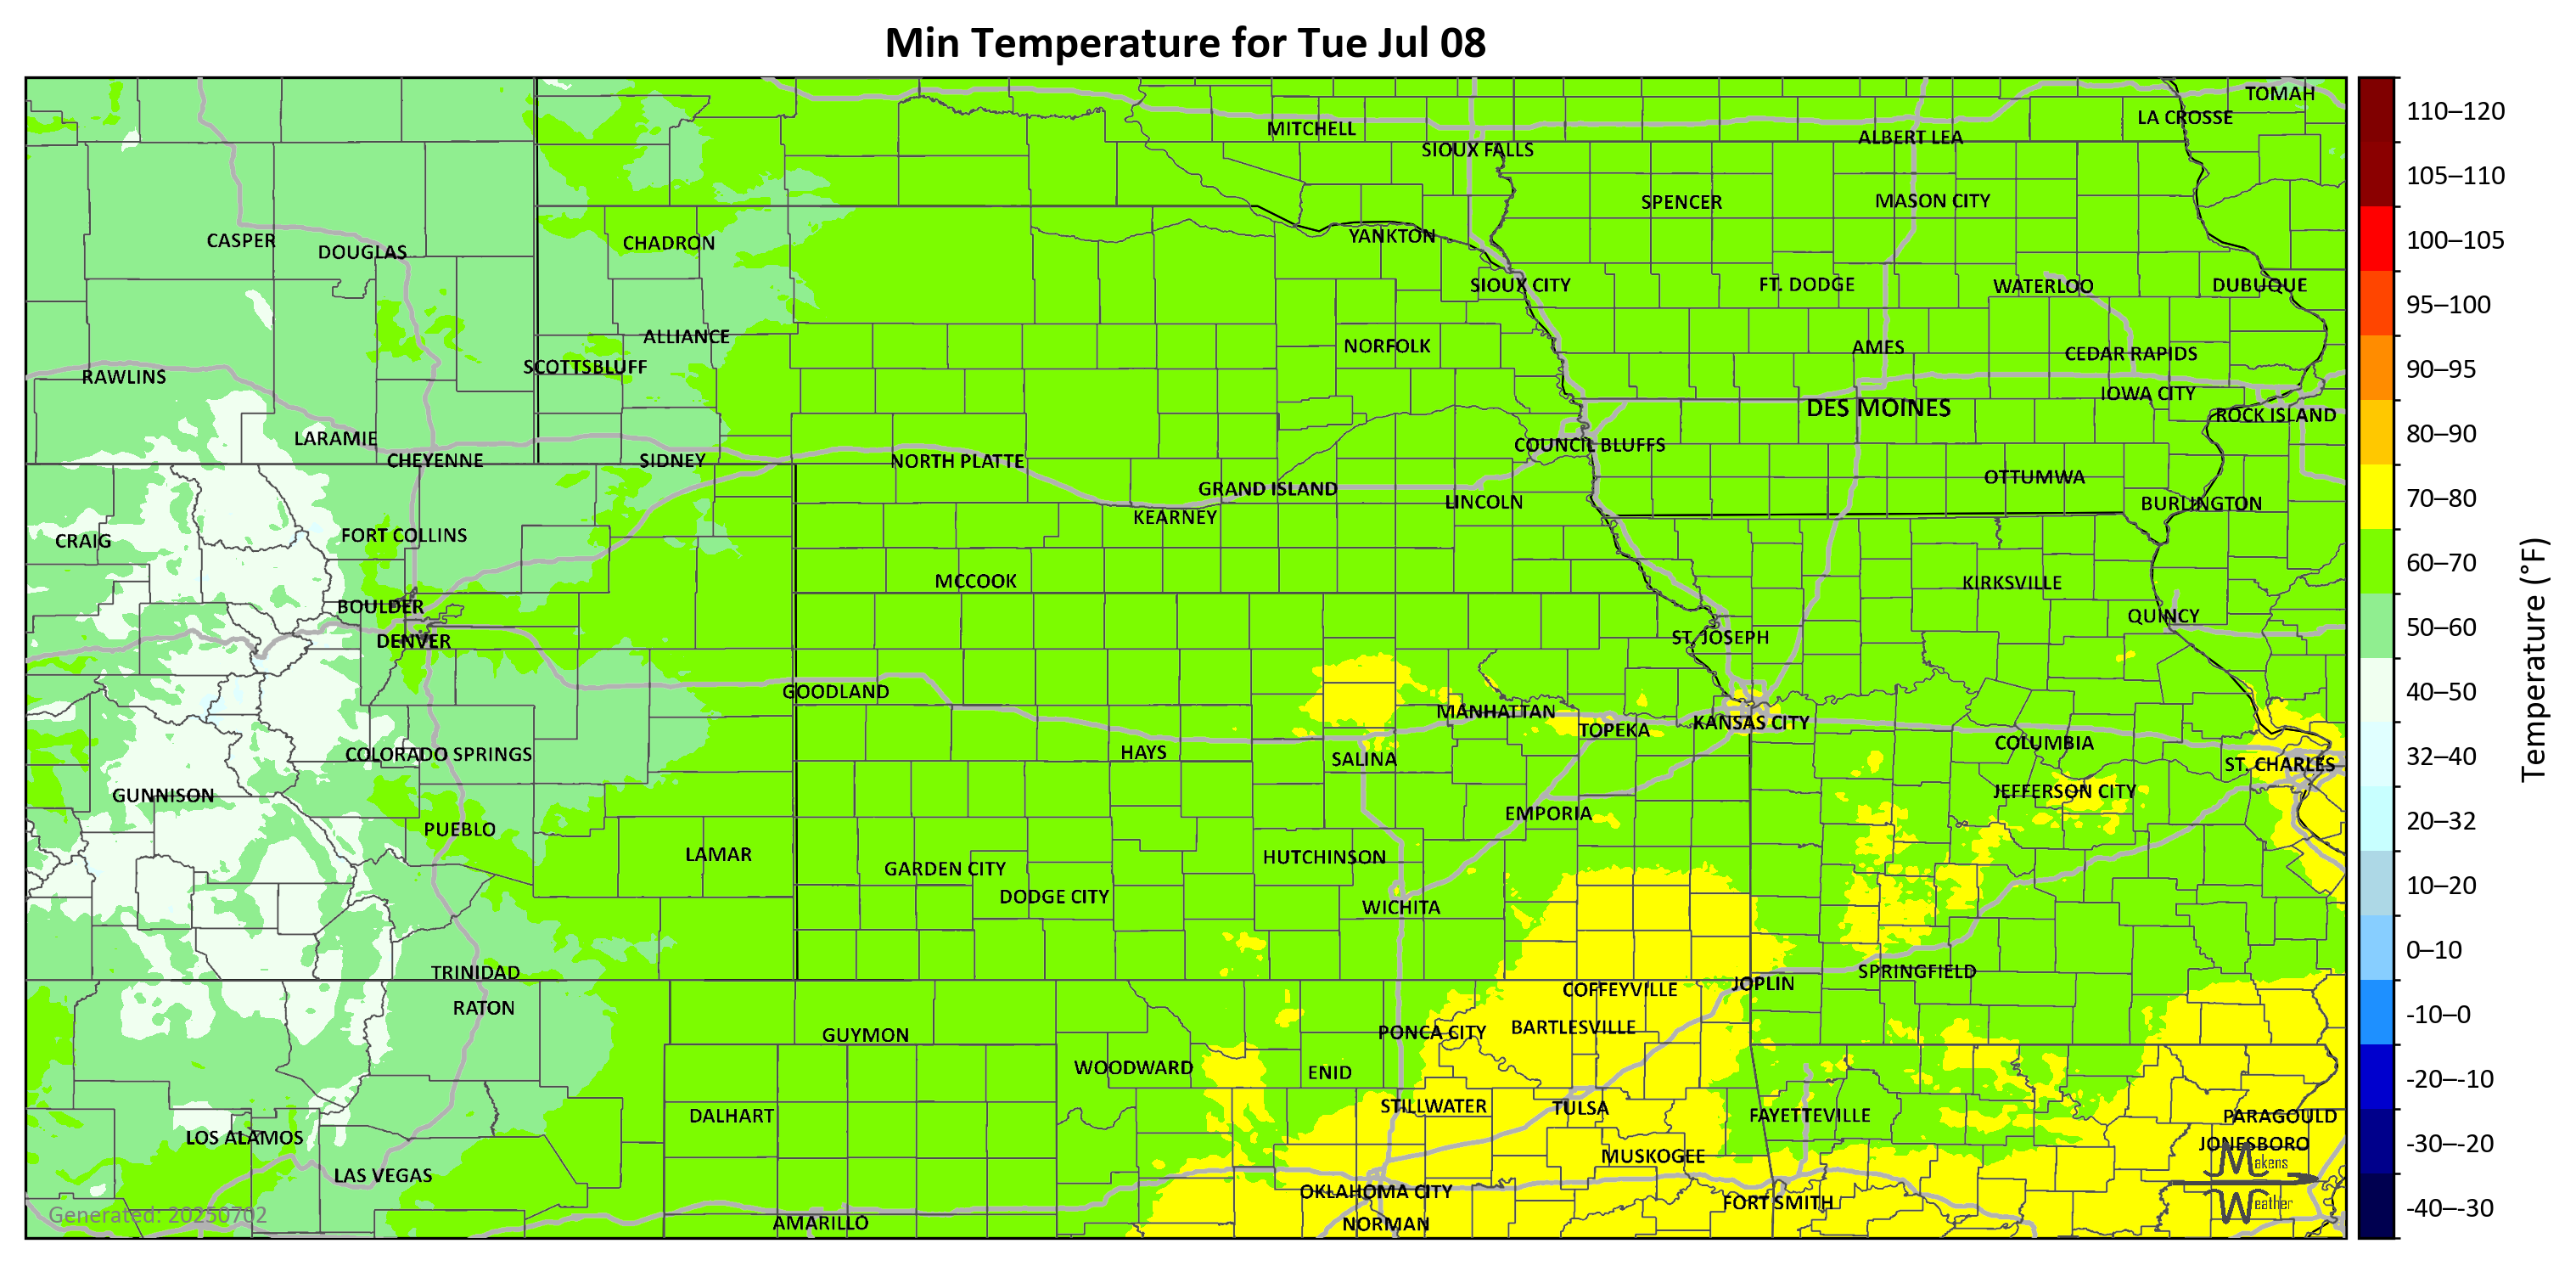 Min Temperature for Tue Jul 08
TOMAH
LA CROSSE
MITCHELL
ALBERT LEA
SIOUX FALLS
SPENCER
MASON CITY
CASPER
DOUGLAS
CHADRON
YANKTON
SIOUX CITY
FT. DODGE
WATERLOO
DUBUQUE
ALLIANCE
NORFOLK
AMES
CEDAR RAPIDS
SCOTTSBLUFF
RAWLINS
IOWA CITY
DES MOINES
ROCK ISLAND
LARAMIE
COUNCIL BLUFFS
CHEYENNE
SIDNEY
NORTH PLATTE
OTTUMWA
GRAND ISLAND
LINCOLN
BURLINGTON
KEARNEY
FORT COLLINS
CRAIG
MCCOOK
KIRKSVILLE
BOULDER
QUINCY
DENVER
ST. JOSEPH
GOODLAND
MANHATTAN
KANSAS CITY
TOPEKA
COLUMBIA
COLORADO SPRINGS
HAYS
SALINA
ST. CHARLES
GUNNISON
JEFFERSON CITY
EMPORIA
PUEBLO
LAMAR
HUTCHINSON
GARDEN CITY
DODGE CITY
WICHITA
TRINIDAD
SPRINGFIELD
JOPLIN
COFFEYVILLE
RATON
BARTLESVILLE
PONCA CITY
GUYMON
WOODWARD
ENID
STILLWATER
TULSA
DALHART
FAYETTEVILLE
PARAGOULD
LOS ALAMOS
JONESBORO
MUSKOGEE
LAS VEGAS
OKLAHOMA CITY
FORT SMITH
AMARILLO
NORMAN
Generated: 20250702
Makens
Weather
110–120
105–110
100–105
95–100
90–95
80–90
70–80
60–70
50–60
40–50
32–40
20–32
10–20
0–10
-10–0
-20–-10
-30–-20
-40–-30
Temperature (°F)